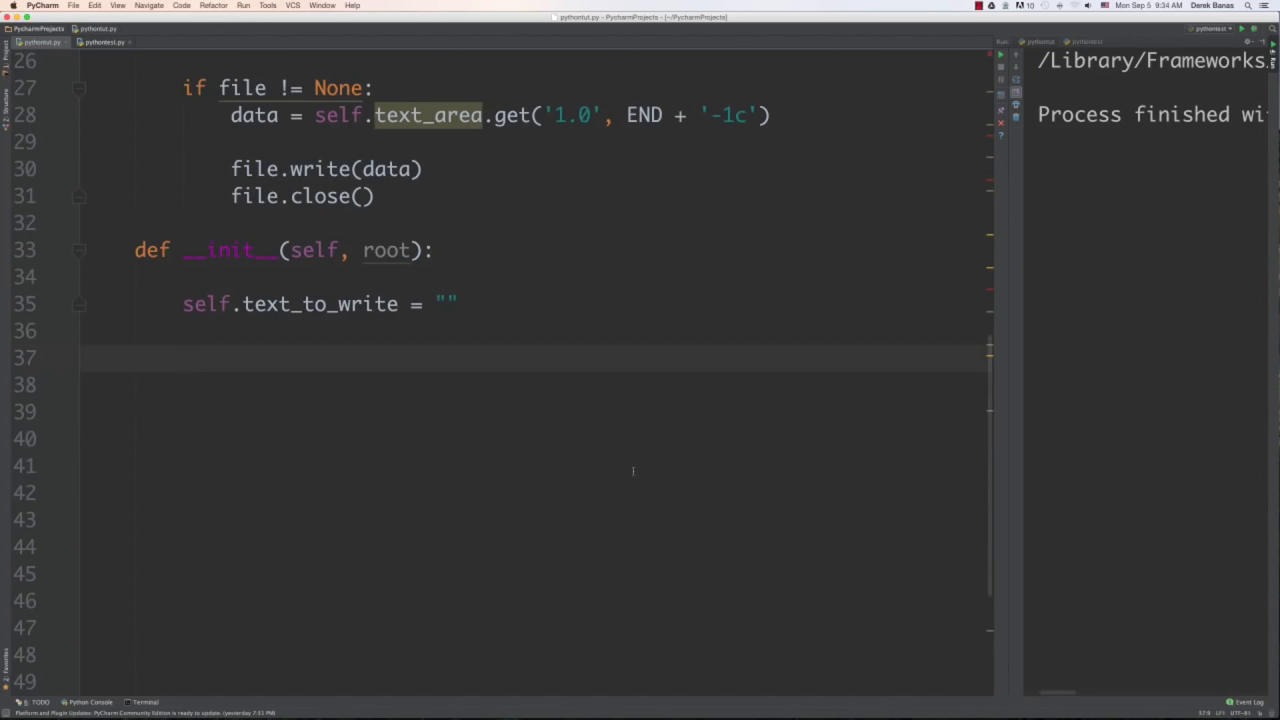 PyCharm File Edit View Navigate Code Refactor Run Tools VCS Window Help 10 Mon Sep 5 9:34 AM Derek Banas
pythontut.py - PycharmProjects - [~/PycharmProjects]
PycharmProjects pythontut.py pythontest
pythontut.py pythontest.py Run: pythontut pythontest
26 /Library/Frameworks
27 if file != None:
28 data = self.text_area.get('1.0', END + '-1c') Process finished wi
29
30 file.write(data)
31 file.close()
32
33 def __init__(self, root):
34
35 self.text_to_write = ""
36
37
38
39
40
41
42
43
44
45
46
47
48
49
1: Project
7: Structure
2: Favorites
4: Run
6: TODO Python Console Terminal Event Log
Platform and Plugin Updates: PyCharm Community Edition is ready to update. (yesterday 7:51 PM) 37:9 LF÷ UTF-8÷